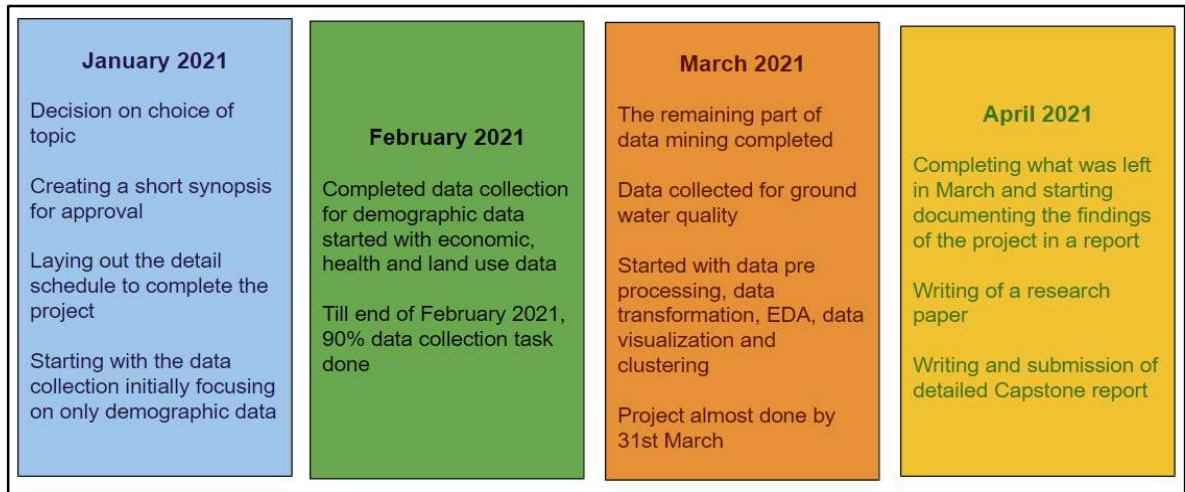 January 2021
Decision on choice of
topic
Creating a short synopsis
for approval
Laying out the detail
schedule to complete the
project
Starting with the data
collection initially focusing
on only demographic data
February 2021
Completed data collection
for demographic data
started with economic,
health and land use data
Till end of February 2021,
90% data collection task
done
March 2021
The remaining part of
data mining completed
Data collected for ground
water quality
Started with data pre
processing, data
transformation, EDA, data
visualization and
clustering
Project almost done by
31st March
April 2021
Completing what was left
in March and starting
documenting the findings
of the project in a report
Writing of a research
paper
Writing and submission of
detailed Capstone report